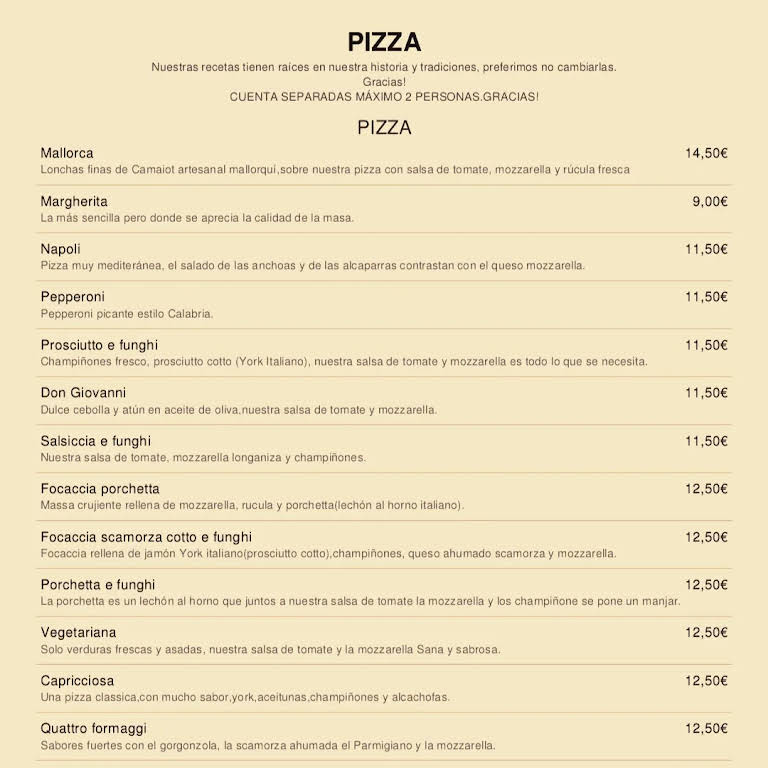 PIZZA
Nuestras recetas tienen raíces en nuestra historia y tradiciones, preferimos no cambiarlas.
Gracias!
CUENTA SEPARADAS MÁXIMO 2 PERSONAS.GRACIAS!
PIZZA
Mallorca 14,50€
Lonchas finas de Camaiot artesanal mallorquí,sobre nuestra pizza con salsa de tomate, mozzarella y rúcula fresca
Margherita 9,00€
La más sencilla pero donde se aprecia la calidad de la masa.
Napoli 11,50€
Pizza muy mediteránea, el salado de las anchoas y de las alcaparras contrastan con el queso mozzarella.
Pepperoni 11,50€
Pepperoni picante estilo Calabria.
Prosciutto e funghi 11,50€
Champiñones fresco, prosciutto cotto (York Italiano), nuestra salsa de tomate y mozzarella es todo lo que se necesita.
Don Giovanni 11,50€
Dulce cebolla y atún en aceite de oliva,nuestra salsa de tomate y mozzarella.
Salsiccia e funghi 11,50€
Nuestra salsa de tomate, mozzarella longaniza y champiñones.
Focaccia porchetta 12,50€
Massa crujiente rellena de mozzarella, rucula y porchetta(lechón al horno italiano).
Focaccia scamorza cotto e funghi 12,50€
Focaccia rellena de jamón York italiano(prosciutto cotto),champiñones, queso ahumado scamorza y mozzarella.
Porchetta e funghi 12,50€
La porchetta es un lechón al horno que juntos a nuestra salsa de tomate la mozzarella y los champiñone se pone un manjar.
Vegetariana 12,50€
Solo verduras frescas y asadas, nuestra salsa de tomate y la mozzarella Sana y sabrosa.
Capricciosa 12,50€
Una pizza classica,con mucho sabor,york,aceitunas,champiñones y alcachofas.
Quattro formaggi 12,50€
Sabores fuertes con el gorgonzola, la scamorza ahumada el Parmigiano y la mozzarella.